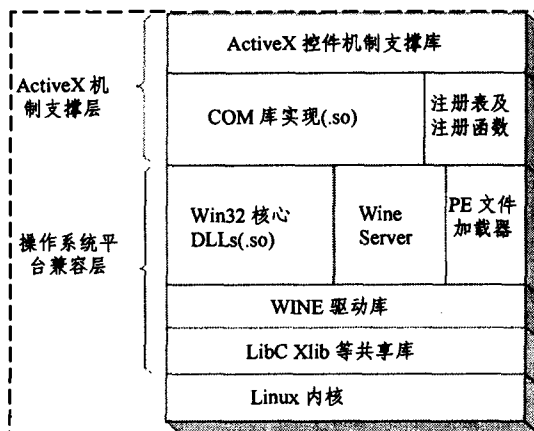 ActiveX 控件机制支撑库
ActiveX 机
制支撑层
COM 库实现(.so)
注册表及
注册函数
操作系统平
台兼容层
Win32 核心
DLLs(.so)
Wine
Server
PE 文件
加载器
WINE 驱动库
LibC Xlib 等共享库
Linux 内核